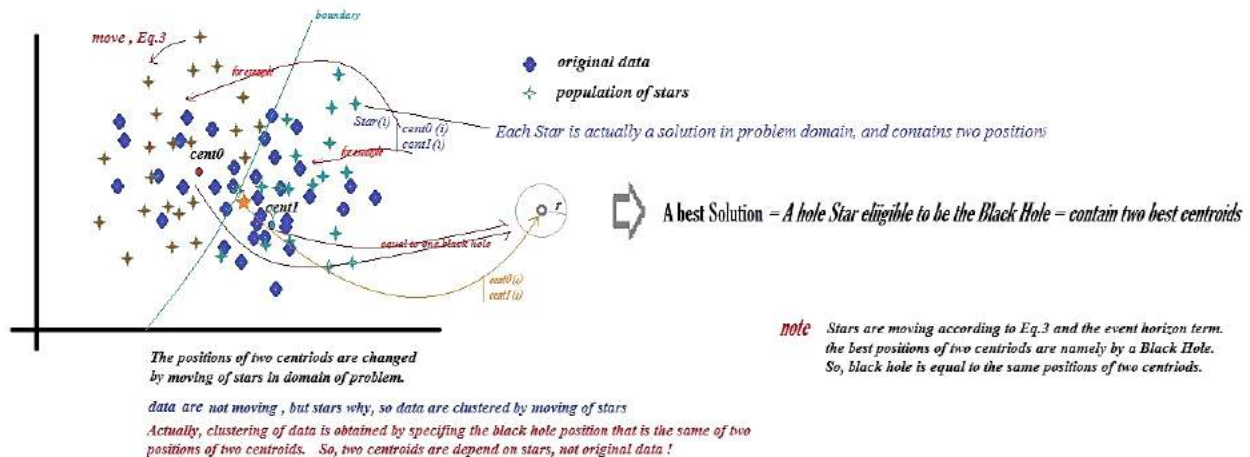 boundary
move , Eq.3
for example
original data
population of stars
Star(i)
cent0 (i)
cent1(i)
Each Star is actually a solution in problem domain, and contains two positions
for example
cent0
cent1
r
equal to one black hole
A best Solution = A hole Star eliigible to be the Black Hole = contain two best centroids
cent0 (i)
cent1 (i)
note Stars are moving according to Eq.3 and the event horizon term.
the best positions of two centriods are namely by a Black Hole.
So, black hole is equal to the same positions of two centriods.
The positions of two centriods are changed
by moving of stars in domain of problem.
data are not moving , but stars why, so data are clustered by moving of stars
Actually, clustering of data is obtained by specifing the black hole position that is the same of two
positions of two centroids. So, two centroids are depend on stars, not original data !